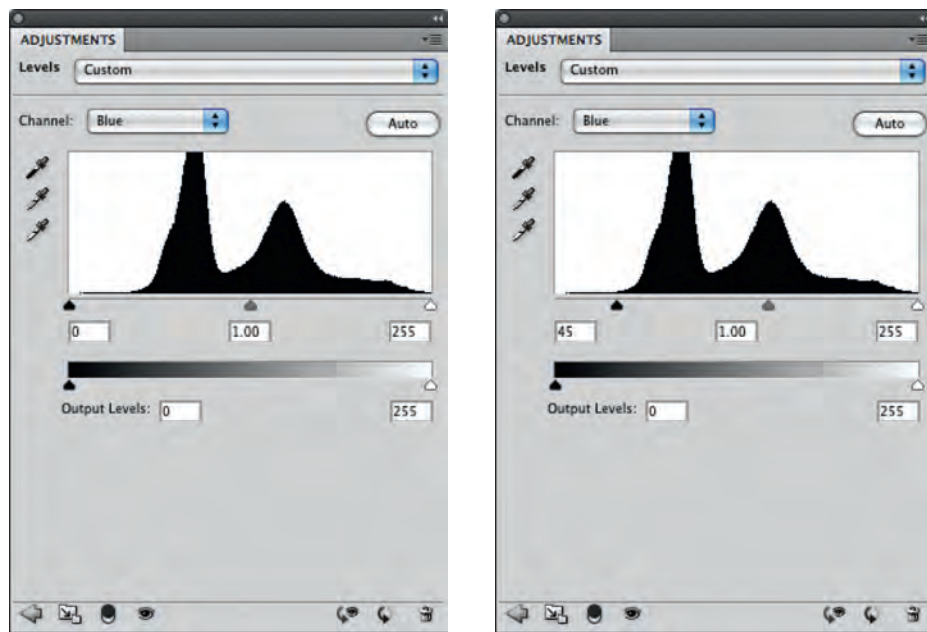 ADJUSTMENTS
Levels Custom
Channel: Blue Auto
0 1.00 255
Output Levels: 0 255
ADJUSTMENTS
Levels Custom
Channel: Blue Auto
45 1.00 255
Output Levels: 0 255